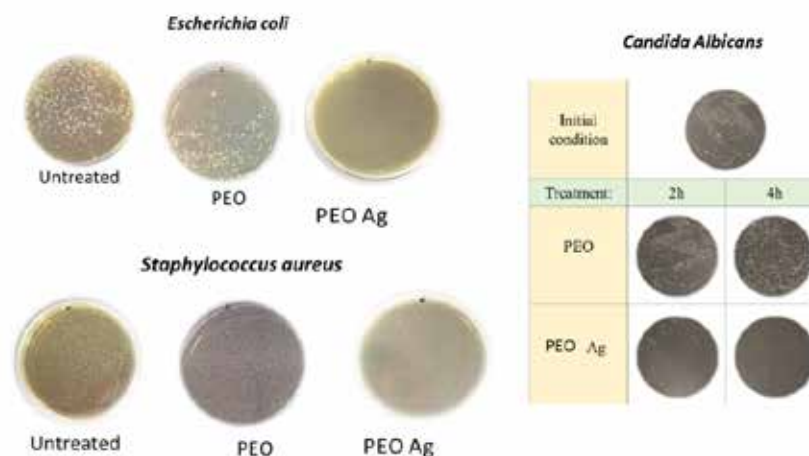 Escherichia coli
Untreated
PEO
PEO Ag
Staphylococcus aureus
Untreated
PEO
PEO Ag
Candida Albicans
Initial
condition
Treatment: 2h 4h
PEO
PEO Ag